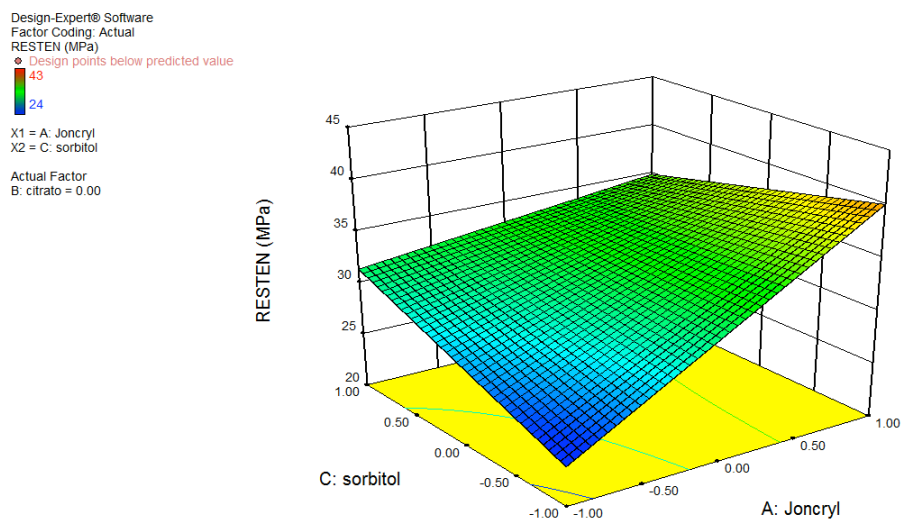 Design-Expert® Software
Factor Coding: Actual
RESTEN (MPa)
Design points below predicted value
43
24
X1 = A: Joncryl
X2 = C: sorbitol
Actual Factor
B: citrato = 0.00
45
40
35
30
25
20
RESTEN (MPa)
1.00
0.50
0.00
-0.50
-1.00
C: sorbitol
-1.00
-0.50
0.00
0.50
1.00
A: Joncryl